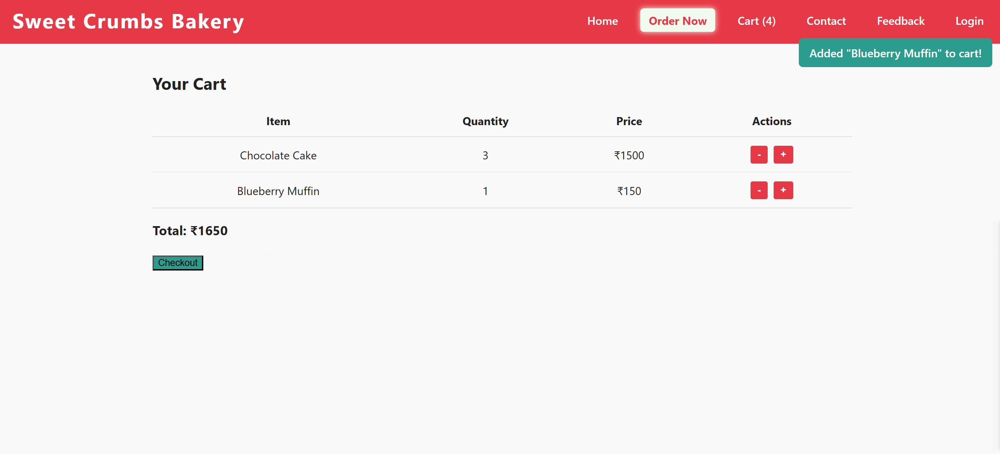 Sweet Crumbs Bakery
Home Order Now Cart (4) Contact Feedback Login
Added "Blueberry Muffin" to cart!
Your Cart
Item Quantity Price Actions
Chocolate Cake 3 ₹1500 - +
Blueberry Muffin 1 ₹150 - +
Total: ₹1650
Checkout